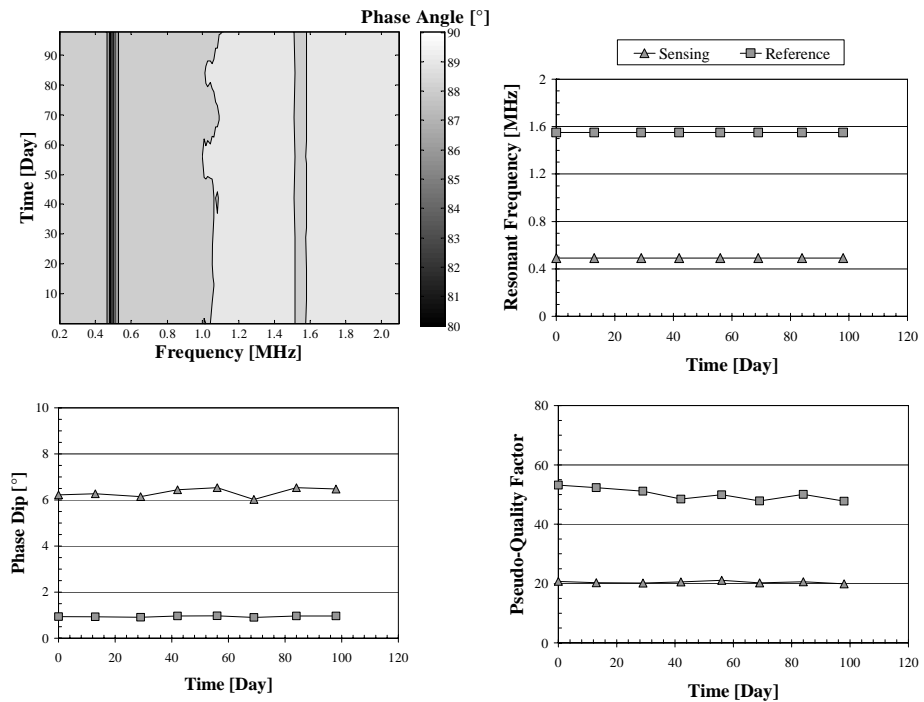 Phase Angle [°]
90
80
70
60
50
40
30
20
10
Time [Day]
0.2 0.4 0.6 0.8 1.0 1.2 1.4 1.6 1.8 2.0
Frequency [MHz]
90
89
88
87
86
85
84
83
82
81
80
Sensing Reference
2
1.6
1.2
0.8
0.4
0
Resonant Frequency [MHz]
0 20 40 60 80 100 120
Time [Day]
10
8
6
4
2
0
Phase Dip [°]
0 20 40 60 80 100 120
Time [Day]
80
60
40
20
0
Pseudo-Quality Factor
0 20 40 60 80 100 120
Time [Day]